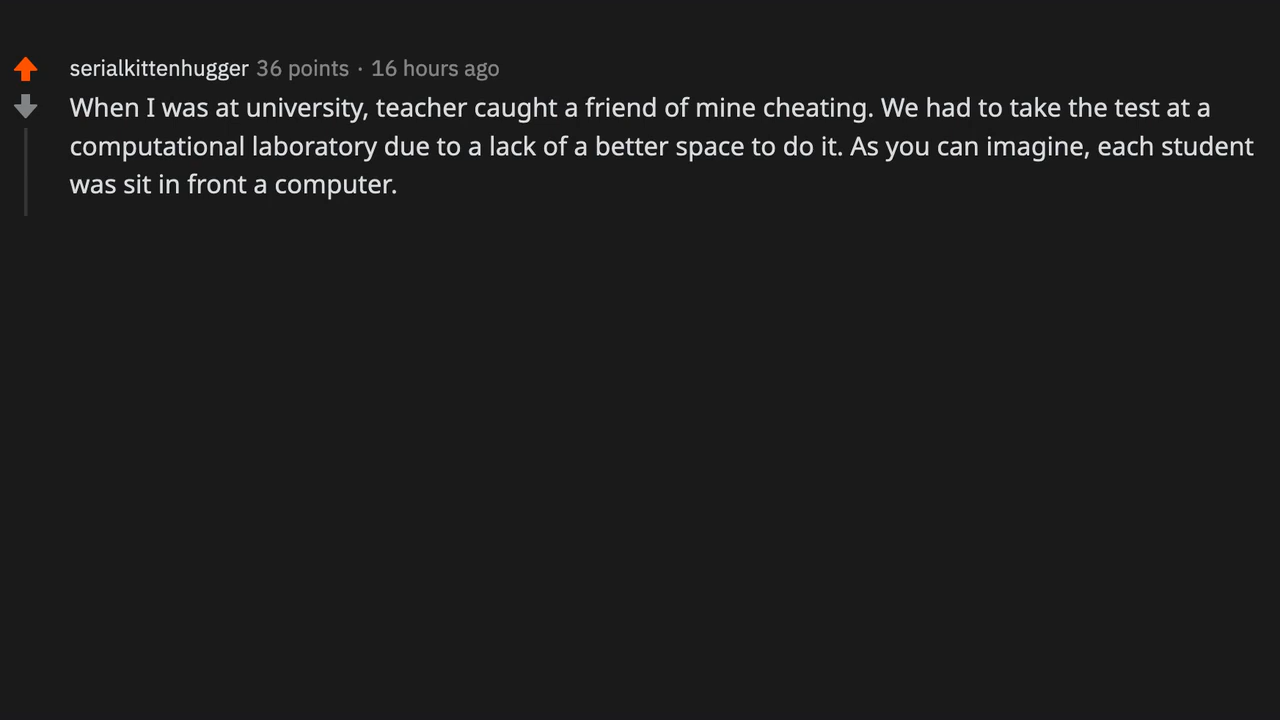 serialkittenhugger 36 points · 16 hours ago
When I was at university, teacher caught a friend of mine cheating. We had to take the test at a
computational laboratory due to a lack of a better space to do it. As you can imagine, each student
was sit in front a computer.